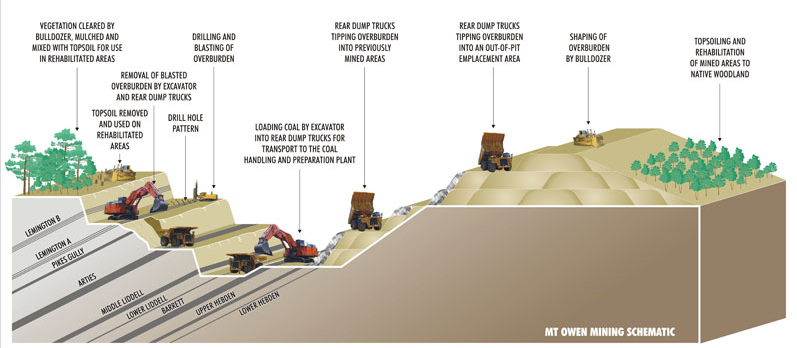 VEGETATION CLEARED BY
BULLDOZER, MULCHED AND
MIXED WITH TOPSOIL FOR USE
IN REHABILITATED AREAS
REMOVAL OF BLASTED
OVERBURDEN BY EXCAVATOR
AND REAR DUMP TRUCKS
TOPSOIL REMOVED
AND USED ON
REHABILITATED
AREAS
DRILLING AND
BLASTING OF
OVERBURDEN
DRILL HOLE
PATTERN
LOADING COAL BY EXCAVATOR
INTO REAR DUMP TRUCKS FOR
TRANSPORT TO THE COAL
HANDLING AND PREPARATION PLANT
REAR DUMP TRUCKS
TIPPING OVERBURDEN
INTO PREVIOUSLY
MINED AREAS
REAR DUMP TRUCKS
TIPPING OVERBURDEN
INTO AN OUT-OF-PIT
EMPLACEMENT AREA
SHAPING OF
OVERBURDEN
BY BULLDOZER
TOPSOILING AND
REHABILITATION
OF MINED AREAS TO
NATIVE WOODLAND
LEMINGTON B
LEMINGTON A
PIKES GULLY
ARTIES
MIDDLE LIDDELL
LOWER LIDDELL
BARRETT
UPPER HEBDEN
LOWER HEBDEN
MT OWEN MINING SCHEMATIC